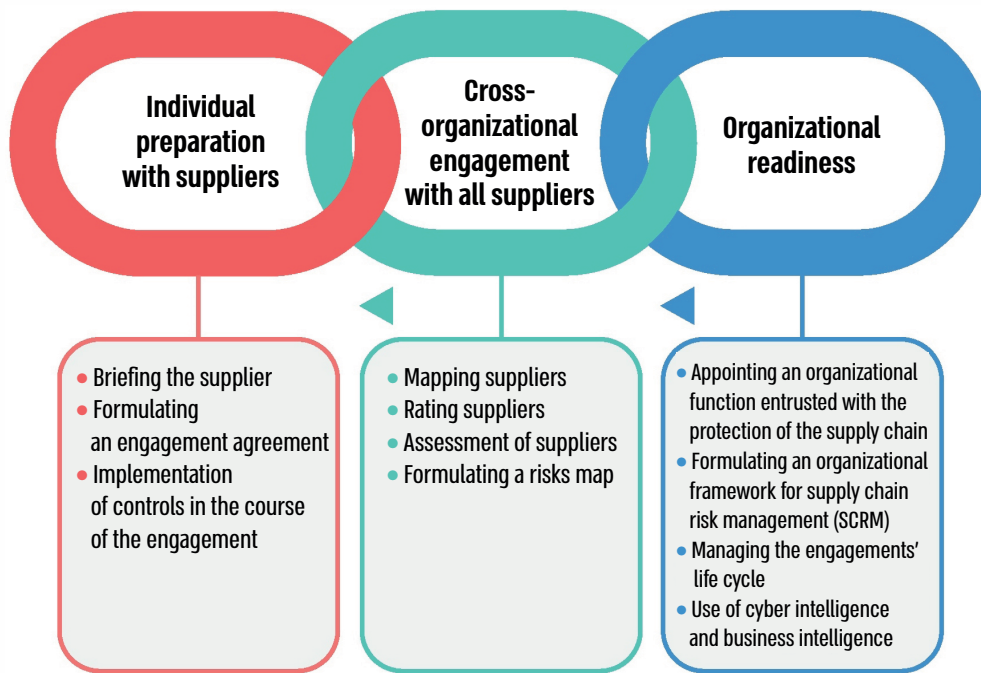 Individual
preparation
with suppliers
Cross-
organizational
engagement
with all suppliers
Organizational
readiness
• Briefing the supplier
• Formulating
an engagement agreement
• Implementation
of controls in the course
of the engagement
• Mapping suppliers
• Rating suppliers
• Assessment of suppliers
• Formulating a risks map
• Appointing an organizational
function entrusted with the
protection of the supply chain
• Formulating an organizational
framework for supply chain
risk management (SCRM)
• Managing the engagements'
life cycle
• Use of cyber intelligence
and business intelligence